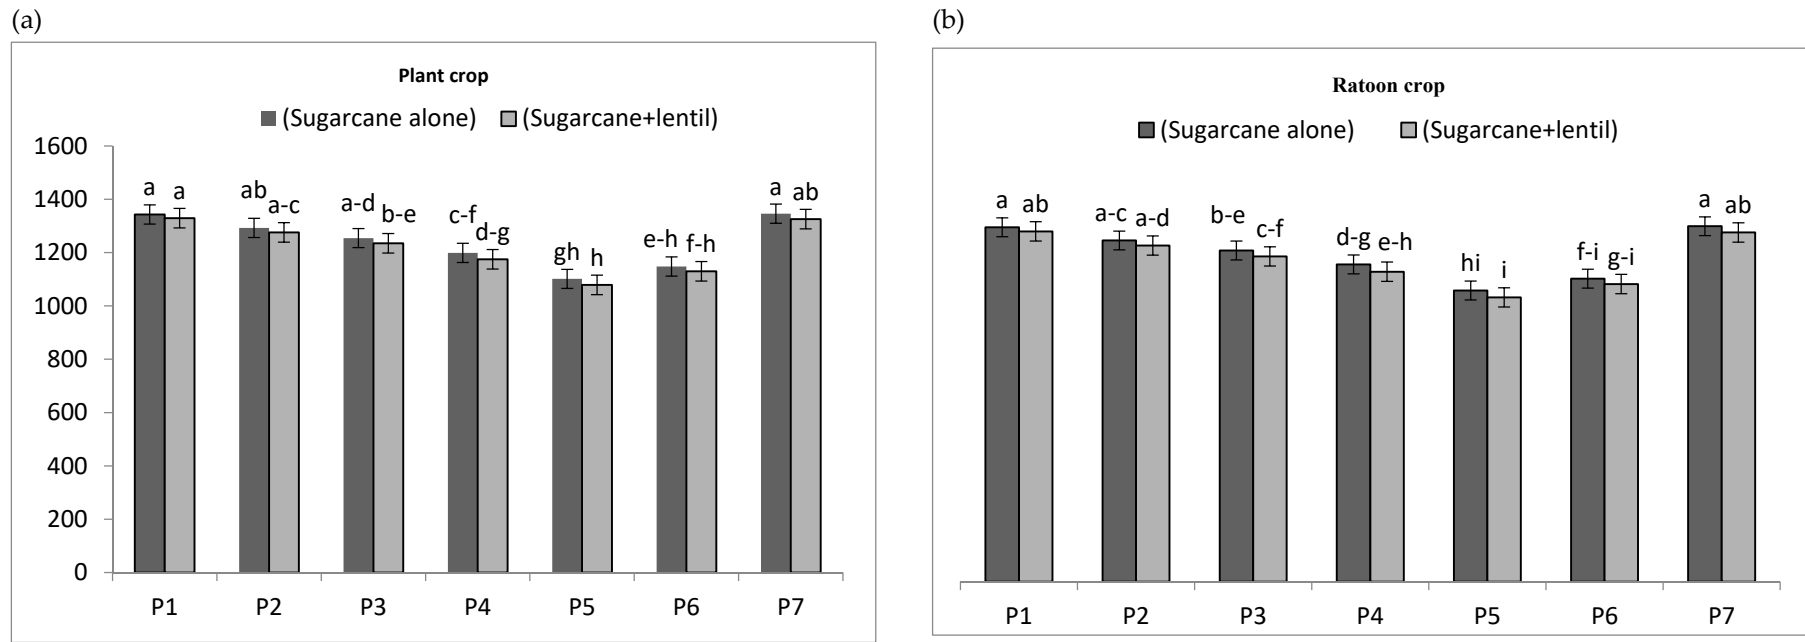 (a)
Plant crop
(Sugarcane alone) (Sugarcane+lentil)
1600
1400
1200
1000
800
600
400
200
0
a a ab a-c a-d b-e c-f d-g gh h e-h f-h a ab
P1 P2 P3 P4 P5 P6 P7
(b)
Ratoon crop
(Sugarcane alone) (Sugarcane+lentil)
a ab a-c a-d b-e c-f d-g e-h hi i f-i g-i a ab
P1 P2 P3 P4 P5 P6 P7